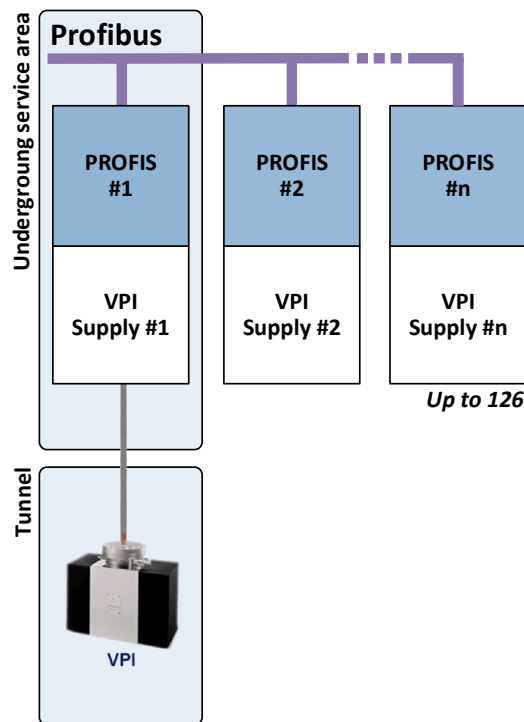 Profibus
Undergroung service area
PROFIS
#1
PROFIS
#2
PROFIS
#n
VPI
Supply #1
VPI
Supply #2
VPI
Supply #n
Up to 126
Tunnel
VPI